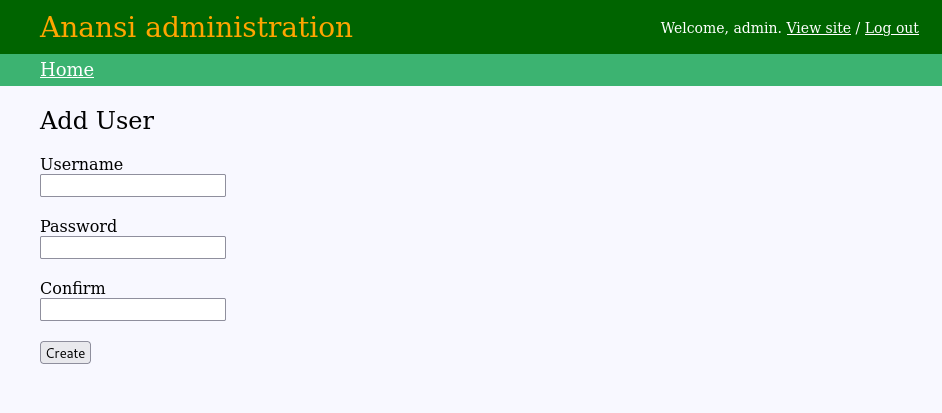 Anansi administration
Welcome, admin. View site / Log out
Home
Add User
Username
Password
Confirm
Create